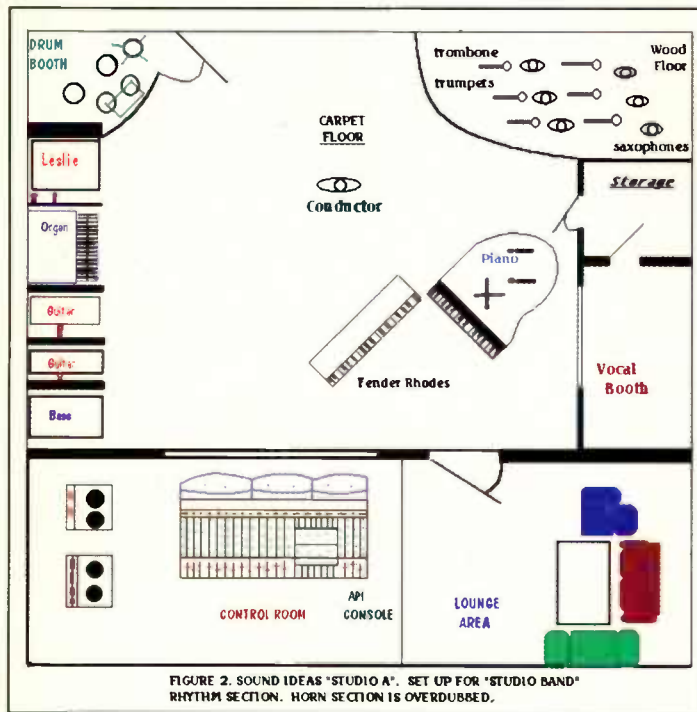 DRUM
BOOTH
trombone
trumpets
Wood
Floor
saxophones
CARPET
FLOOR
Conductor
Leslie
Organ
Guitar
Guitar
Base
Piano
Fender Rhodes
Storage
Vocal
Booth
CONTROL ROOM
API
CONSOLE
LOUNGE
AREA
FIGURE 2. SOUND IDEAS "STUDIO A". SET UP FOR "STUDIO BAND"
RHYTHM SECTION. HORN SECTION IS OVERDUBBED.